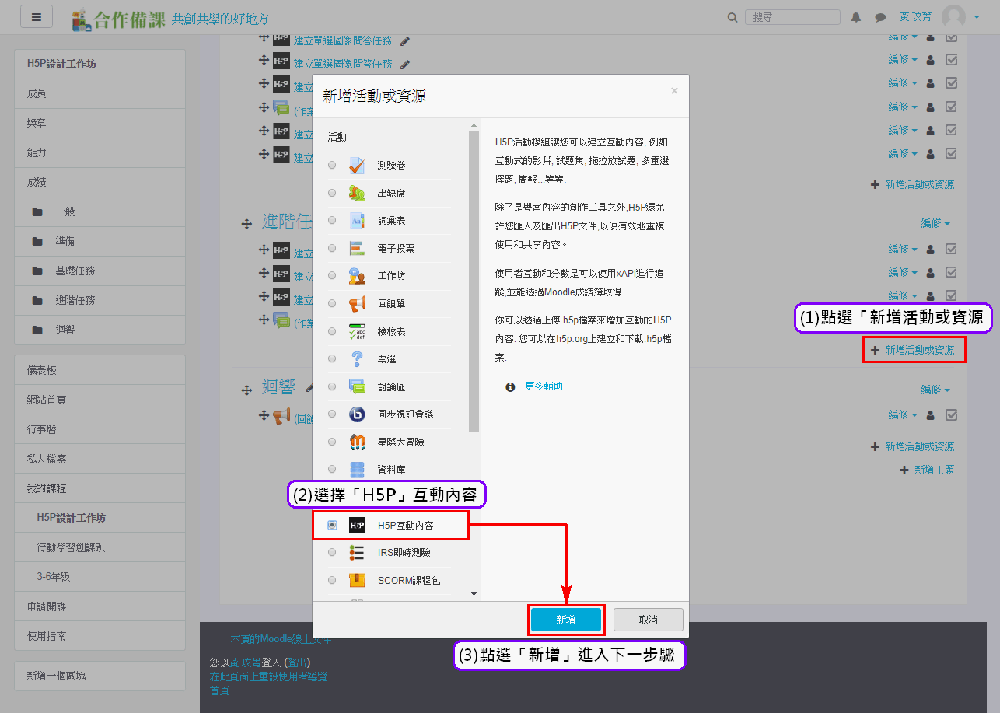 合作備課 共創共學的好地方
搜尋
黃 玟菁
H5P設計工作坊
成員
獎章
能力
成績
一般
準備
基礎任務
進階任務
迴響
儀表板
網站首頁
行事曆
私人檔案
我的課程
H5P設計工作坊
行動學習創課趴
3-6年級
申請開課
使用指南
新增一個區塊
建立單選圖像問答任務
編修
建立單選圖像問答任務
編修
建立
編修
(作業
編修
建立
編修
建立
編修
新增活動或資源
進階任
編修
建立
編修
建立
編修
建立
編修
(作業
(1)點選「新增活動或資源
新增活動或資源
迴響
編修
(回饋
編修
新增活動或資源
新增主題
新增活動或資源
×
活動
測驗卷
出缺席
詞彙表
電子投票
工作坊
回饋單
檢核表
票選
討論區
同步視訊會議
星際大冒險
資料庫
(2)選擇「H5P」互動內容
H5P互動內容
IRS即時測驗
SCORM課程包
H5P活動模組讓您可以建立互動內容, 例如
互動式的影片, 試題集, 拖拉放試題, 多重選
擇題, 簡報...等等.
除了是豐富內容的創作工具之外,H5P還允
許您匯入及匯出H5P文件,以便有效地重複
使用和共享內容。
使用者互動和分數是可以使用xAPI進行追
蹤,並能透過Moodle成績簿取得.
你可以透過上傳.h5p檔案來增加互動的H5P
內容. 您可以在h5p.org上建立和下載.h5p檔
案.
更多輔助
新增
取消
(3)點選「新增」進入下一步驟
本頁的Moodle線上文件
您以黃 玟菁登入 (登出)
在此頁面上重設使用者導覽
首頁